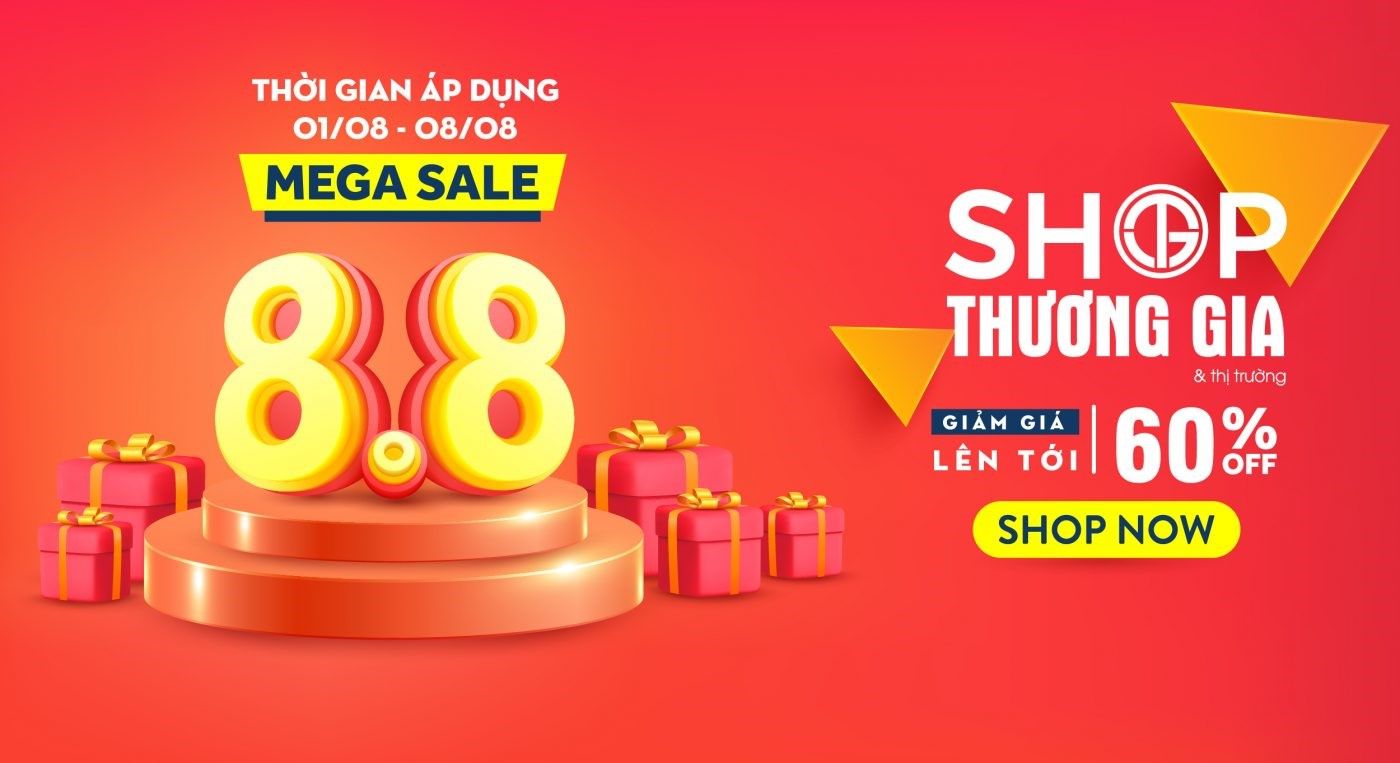 THỜI GIAN ÁP DỤNG
01/08 - 08/08
MEGA SALE
8.8
SHOP
THƯƠNG GIA
& thị trường
GIẢM GIÁ
LÊN TỚI
60% OFF
SHOP NOW